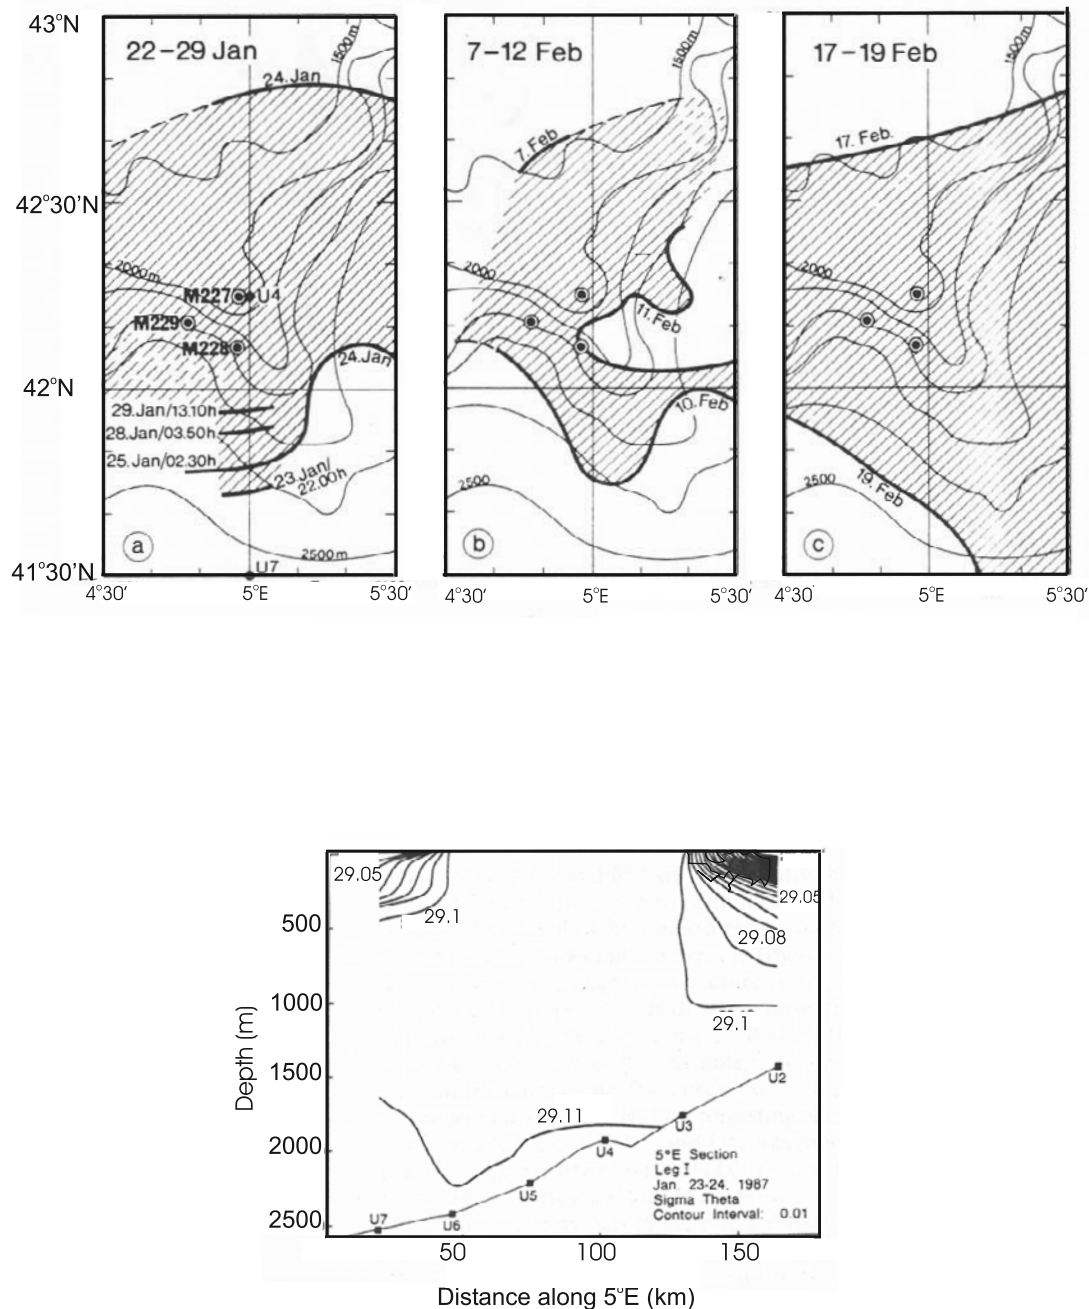 43°N
22–29 Jan
1500m
24.Jan
42°30'N
2000m
M227
U4
M229
M228
24.Jan
42°N
29.Jan/13.10h
28.Jan/03.50h
25.Jan/02.30h
23.Jan/
22.00h
a
2500m
41°30'N
U7
4°30'
5°E
5°30'
7–12 Feb
1500m
7.Feb
2000
11.Feb
10.Feb
2500
b
4°30'
5°E
5°30'
17–19 Feb
1500m
17. Feb.
2000
19. Feb
2500
c
4°30'
5°E
5°30'
29.05
29.1
29.05
29.08
29.1
29.11
500
1000
1500
2000
2500
Depth (m)
U2
U3
U4
U5
U6
U7
5°E Section
Leg I
Jan. 23-24, 1987
Sigma Theta
Contour Interval: 0.01
50
100
150
Distance along 5°E (km)